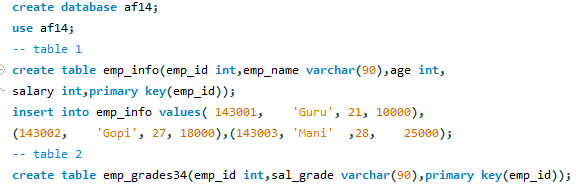 create database af14;
use af14;
-- table 1
create table emp_info(emp_id int,emp_name varchar(90),age int,
salary int,primary key(emp_id));
insert into emp_info values( 143001,    'Guru', 21, 10000),
(143002,    'Gopi', 27, 18000),(143003, 'Mani'  ,28,    25000);
-- table 2
create table emp_grades34(emp_id int,sal_grade varchar(90),primary key(emp_id));